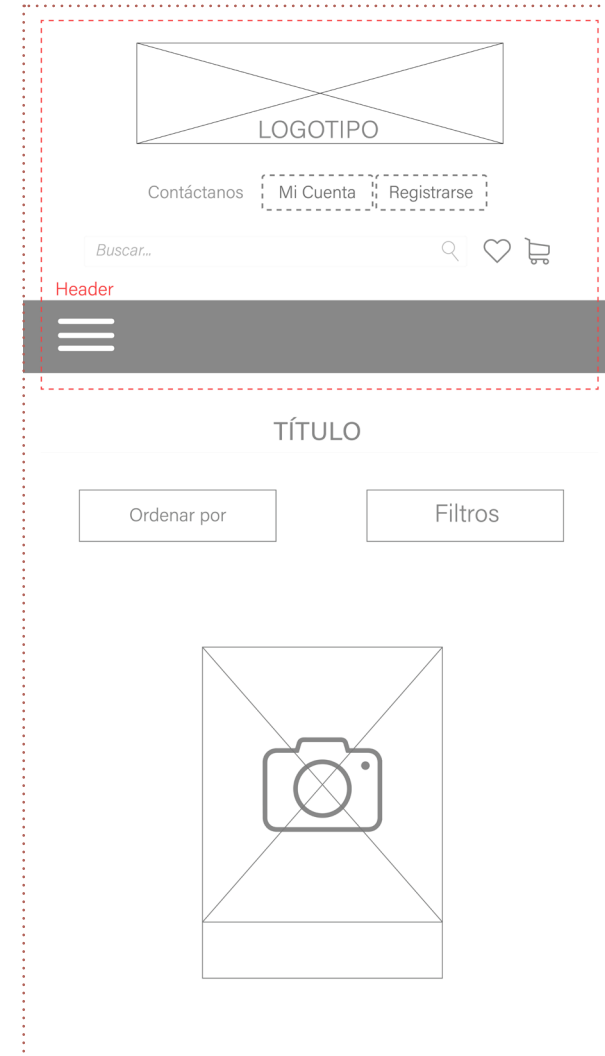 LOGOTIPO
Contáctanos Mi Cuenta Registrarse
Buscar...
Header
TÍTULO
Ordenar por Filtros